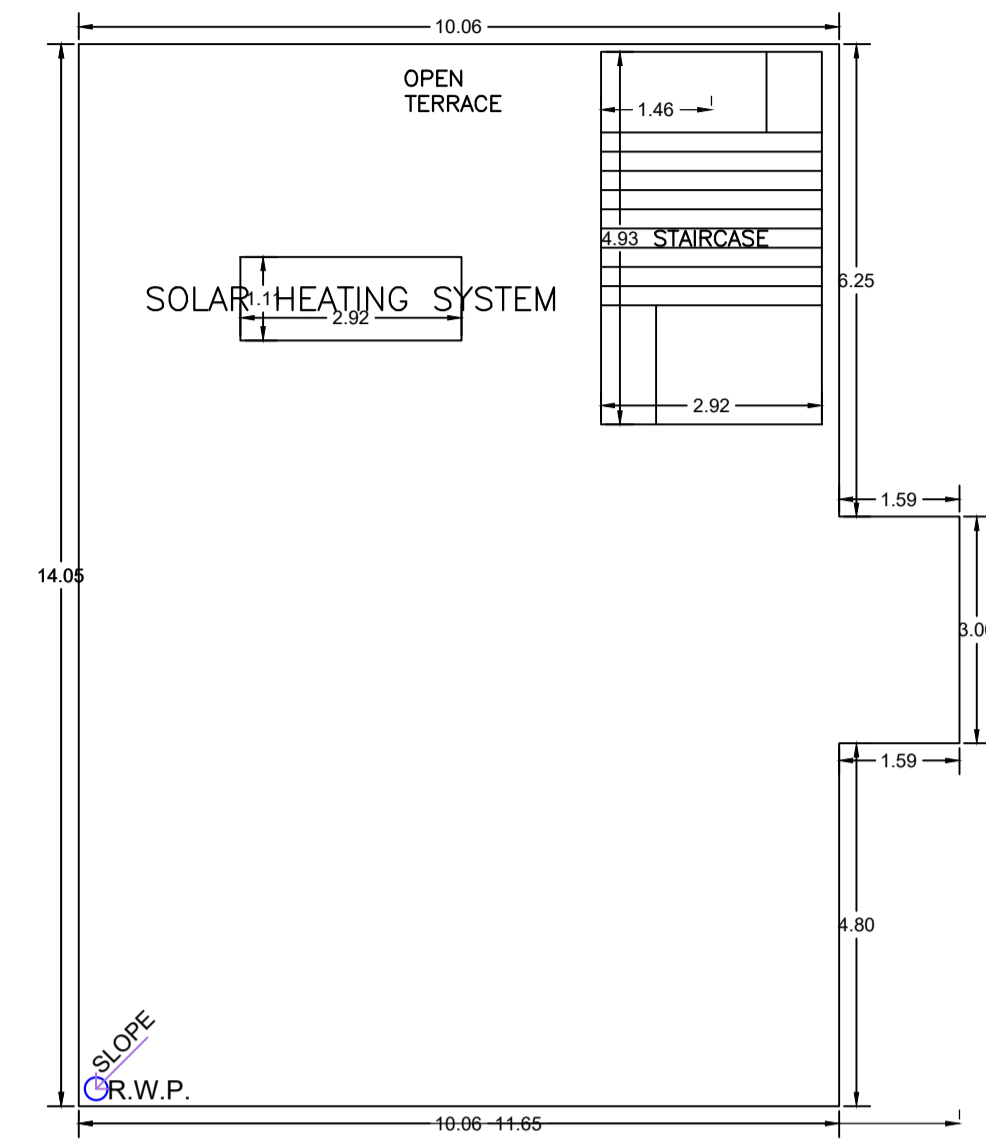 10.06
OPEN
TERRACE
1.46
4.93
STAIRCASE
6.25
SOLAR HEATING SYSTEM
1.11
2.92
2.92
1.59
14.05
1.59
4.80
SLOPE
R.W.P.
10.06
11.65